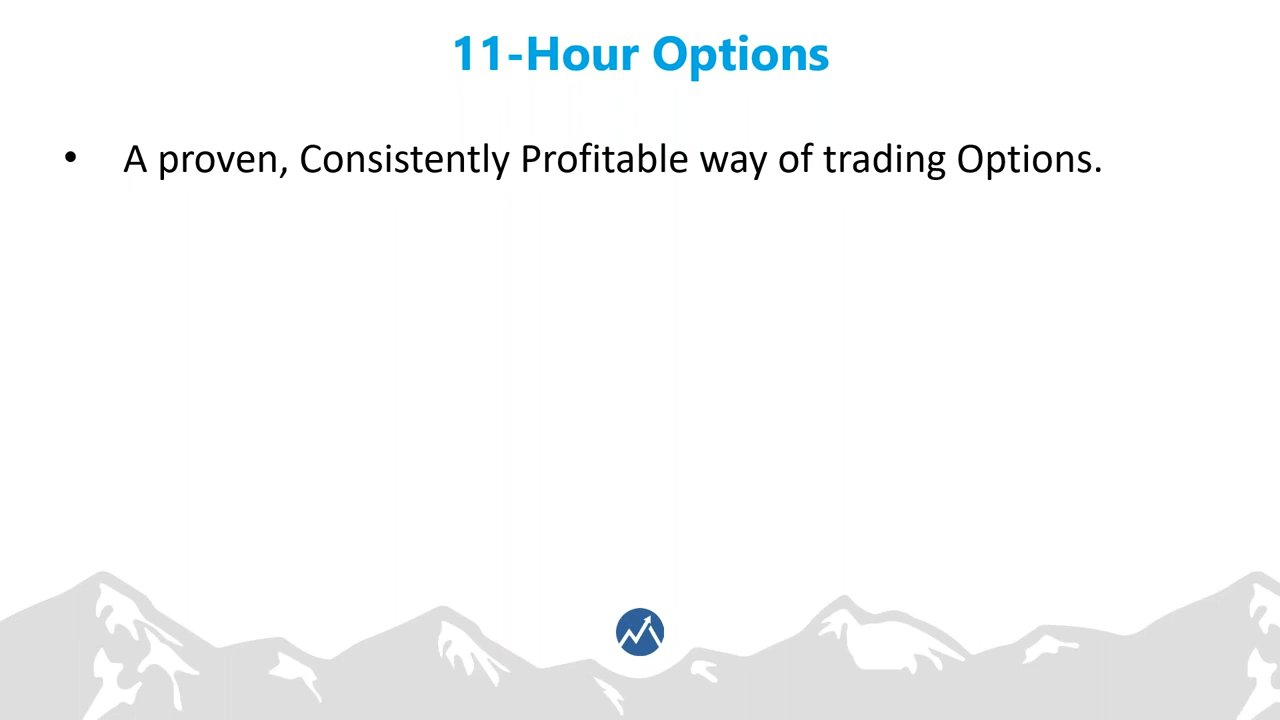 11-Hour Options
• A proven, Consistently Profitable way of trading Options.